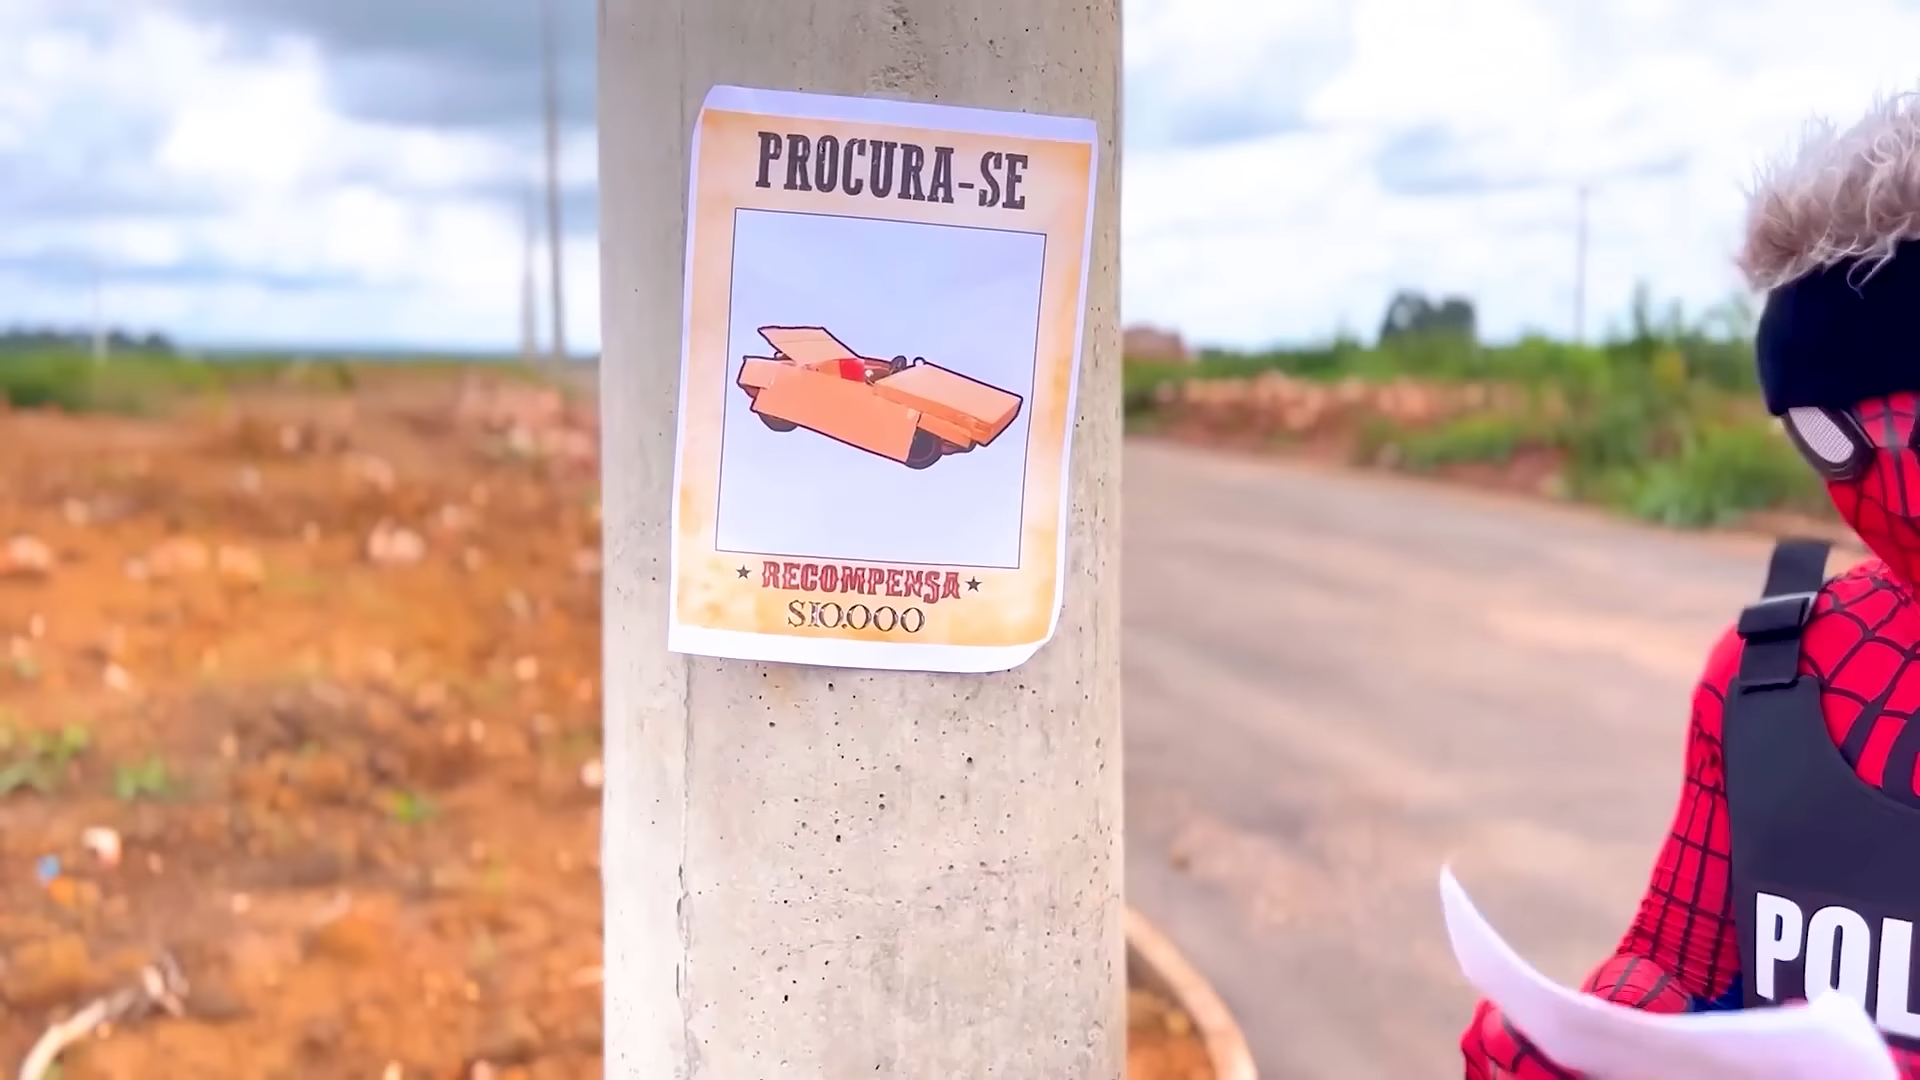 PROCURA-SE
★ RECOMPENSA ★
$10.000
POL